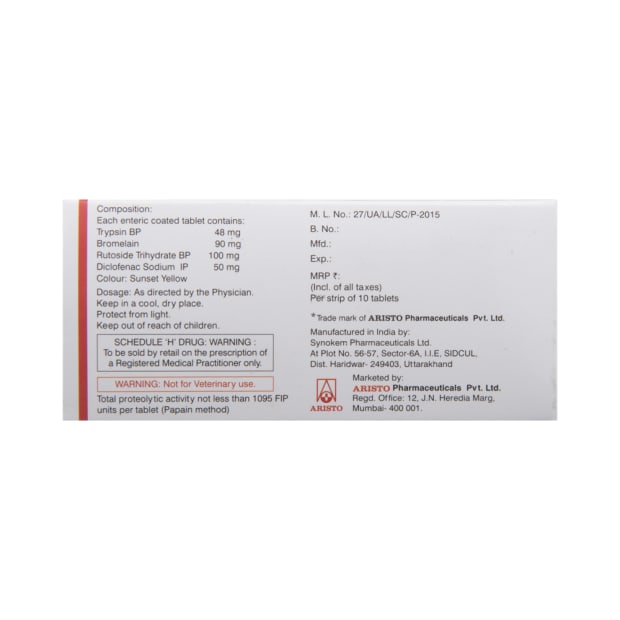 Composition:
Each enteric coated tablet contains:
Trypsin BP 48 mg
Bromelain 90 mg
Rutoside Trihydrate BP 100 mg
Diclofenac Sodium IP 50 mg
Colour: Sunset Yellow
Dosage: As directed by the Physician.
Keep in a cool, dry place.
Protect from light.
Keep out of reach of children.
SCHEDULE 'H' DRUG: WARNING :
To be sold by retail on the prescription of
a Registered Medical Practitioner only.
WARNING: Not for Veterinary use.
Total proteolytic activity not less than 1095 FIP
units per tablet (Papain method)
M. L. No.: 27/UA/LL/SC/P-2015
B. No.:
Mfd.:
Exp.:
MRP ₹:
(Incl. of all taxes)
Per strip of 10 tablets
*Trade mark of ARISTO Pharmaceuticals Pvt. Ltd.
Manufactured in India by:
Synokem Pharmaceuticals Ltd.
At Plot No. 56-57, Sector-6A, I.I.E, SIDCUL,
Dist. Haridwar- 249403, Uttarakhand
Marketed by:
ARISTO Pharmaceuticals Pvt. Ltd.
Regd. Office: 12, J.N. Heredia Marg,
Mumbai- 400 001.
ARISTO